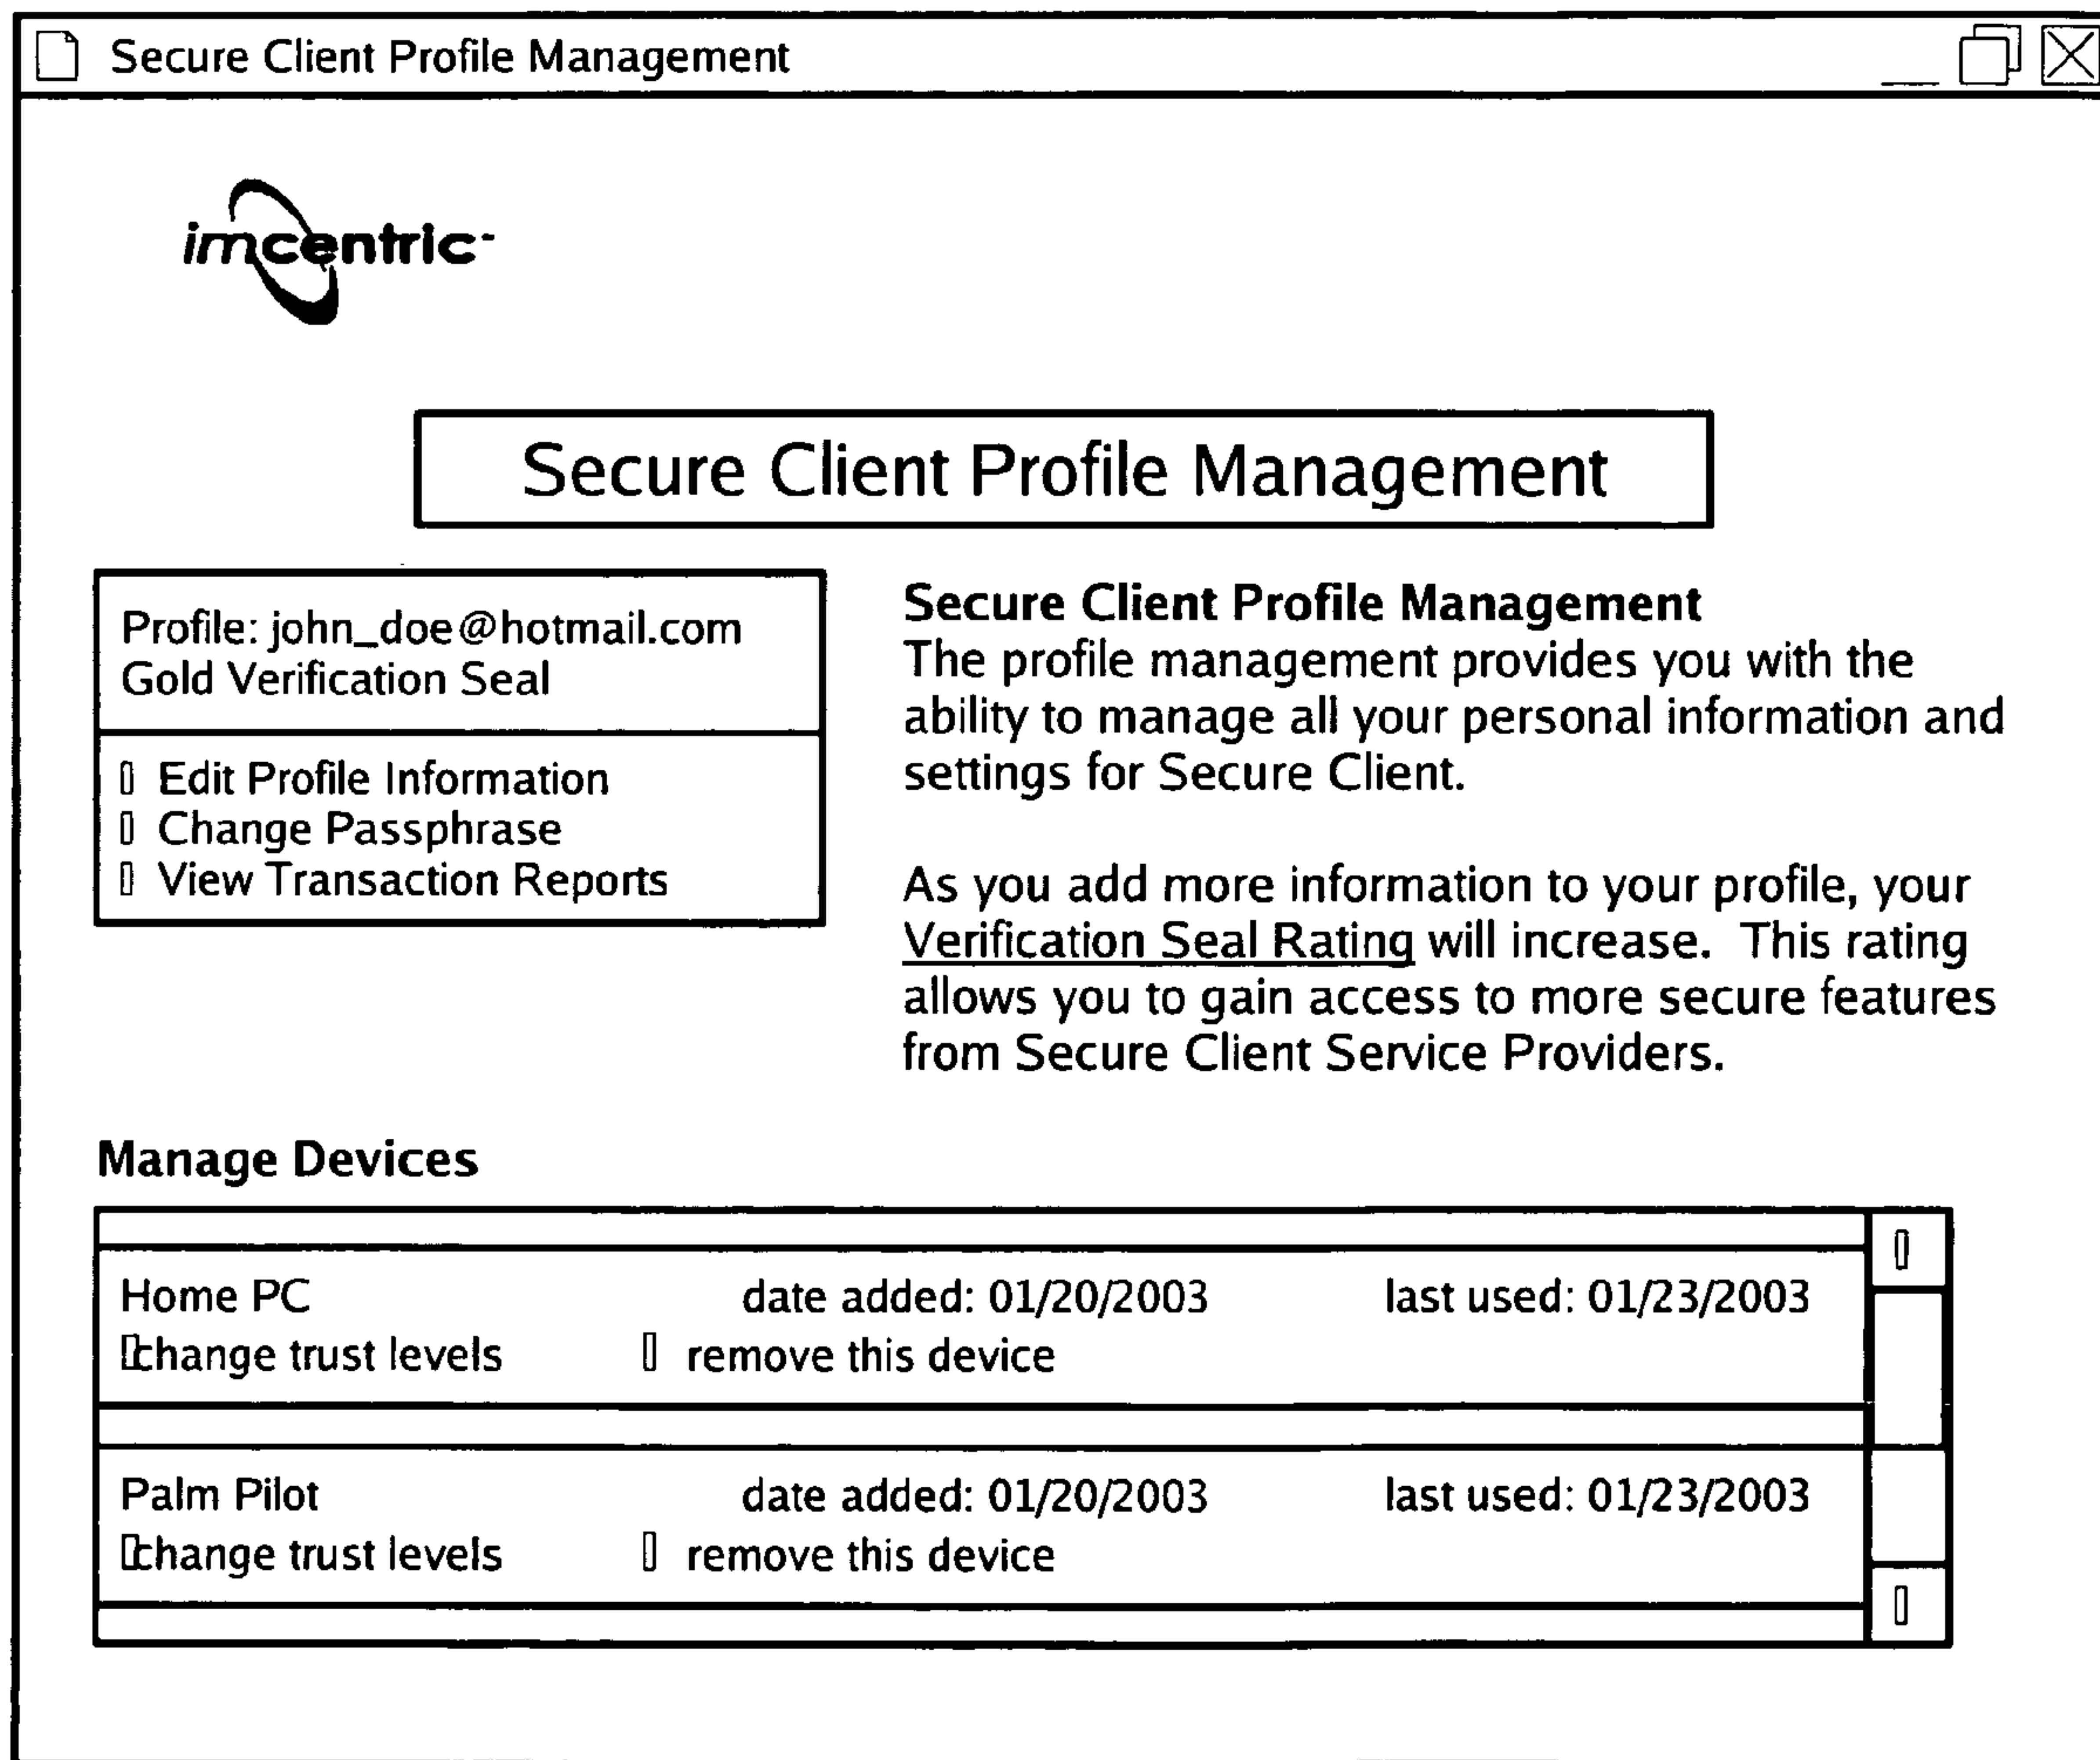 Secure Client Profile Management
imcentric
Secure Client Profile Management
Profile: john_doe@hotmail.com
Gold Verification Seal
Edit Profile Information
Change Passphrase
View Transaction Reports
Secure Client Profile Management
The profile management provides you with the
ability to manage all your personal information and
settings for Secure Client.
As you add more information to your profile, your
Verification Seal Rating will increase. This rating
allows you to gain access to more secure features
from Secure Client Service Providers.
Manage Devices
Home PC date added: 01/20/2003 last used: 01/23/2003
change trust levels remove this device
Palm Pilot date added: 01/20/2003 last used: 01/23/2003
change trust levels remove this device